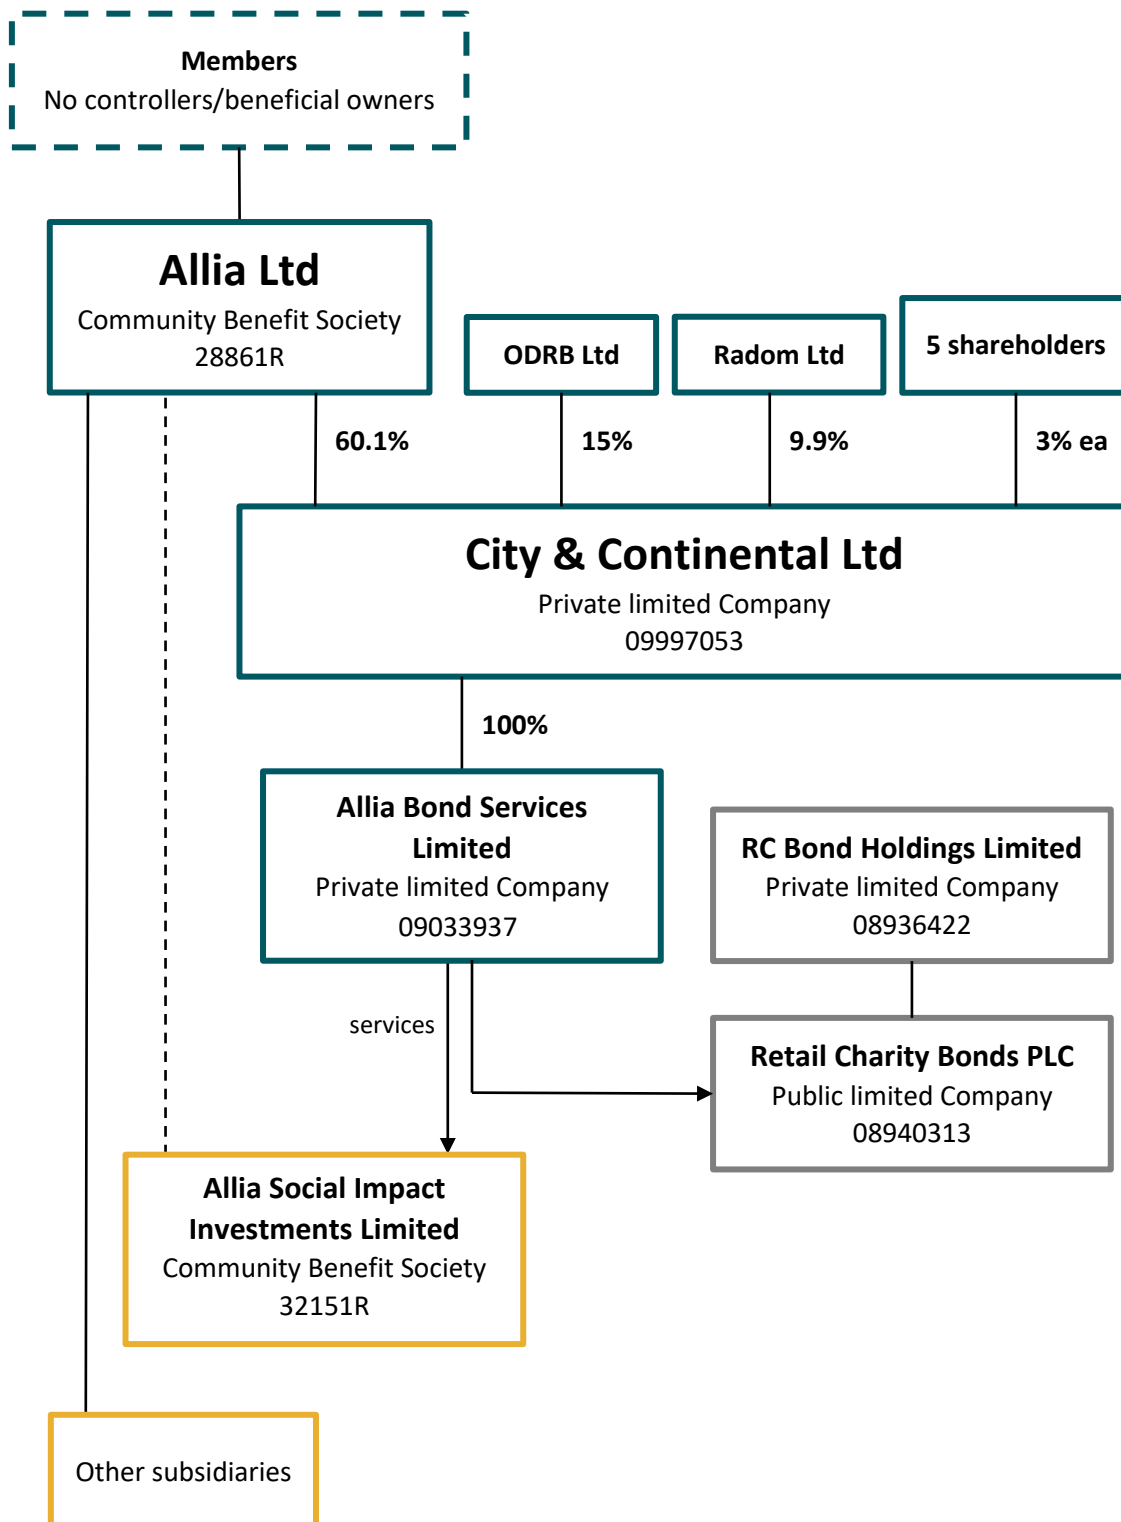 Members
No controllers/beneficial owners
Allia Ltd
Community Benefit Society
28861R
ODRB Ltd
Radom Ltd
5 shareholders
60.1%
15%
9.9%
3% ea
City & Continental Ltd
Private limited Company
09997053
100%
Allia Bond Services
Limited
Private limited Company
09033937
RC Bond Holdings Limited
Private limited Company
08936422
services
Retail Charity Bonds PLC
Public limited Company
08940313
Allia Social Impact
Investments Limited
Community Benefit Society
32151R
Other subsidiaries